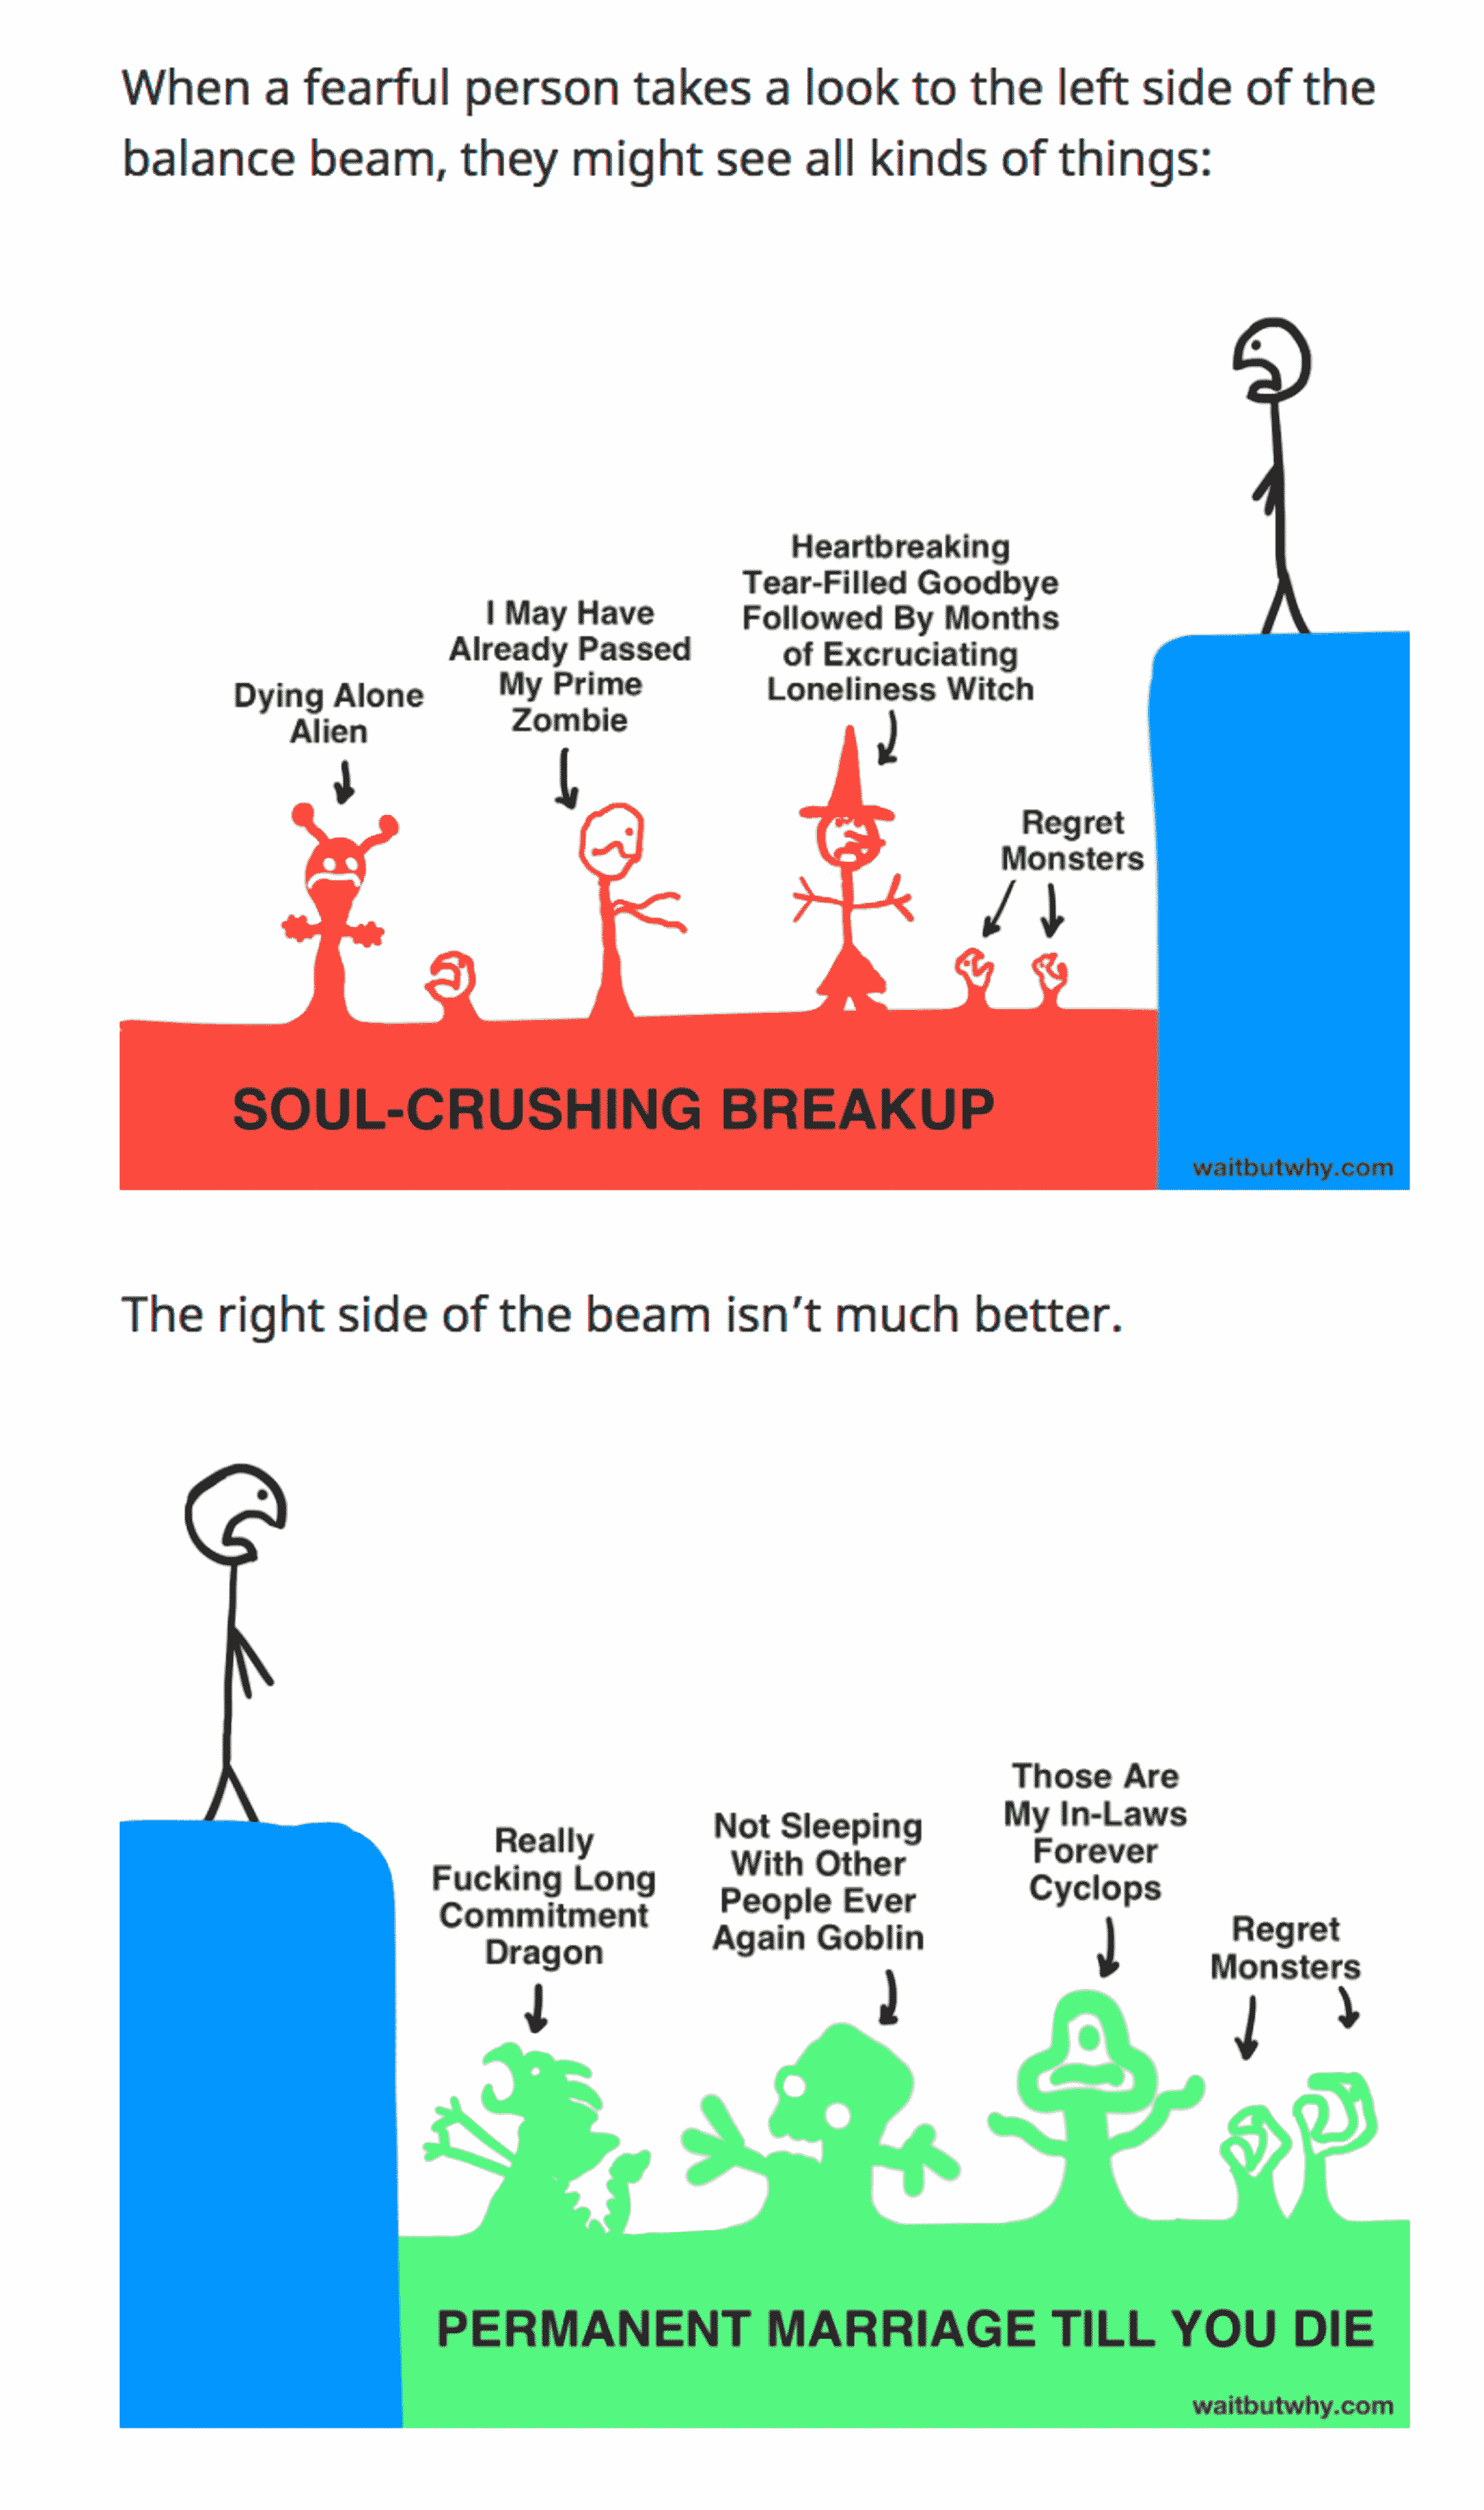 When a fearful person takes a look to the left side of the
balance beam, they might see all kinds of things:
Dying Alone
Alien
I May Have
Already Passed
My Prime
Zombie
Heartbreaking
Tear-Filled Goodbye
Followed By Months
of Excruciating
Loneliness Witch
Regret
Monsters
SOUL-CRUSHING BREAKUP
waitbutwhy.com
The right side of the beam isn’t much better.
Really
Fucking Long
Commitment
Dragon
Not Sleeping
With Other
People Ever
Again Goblin
Those Are
My In-Laws
Forever
Cyclops
Regret
Monsters
PERMANENT MARRIAGE TILL YOU DIE
waitbutwhy.com